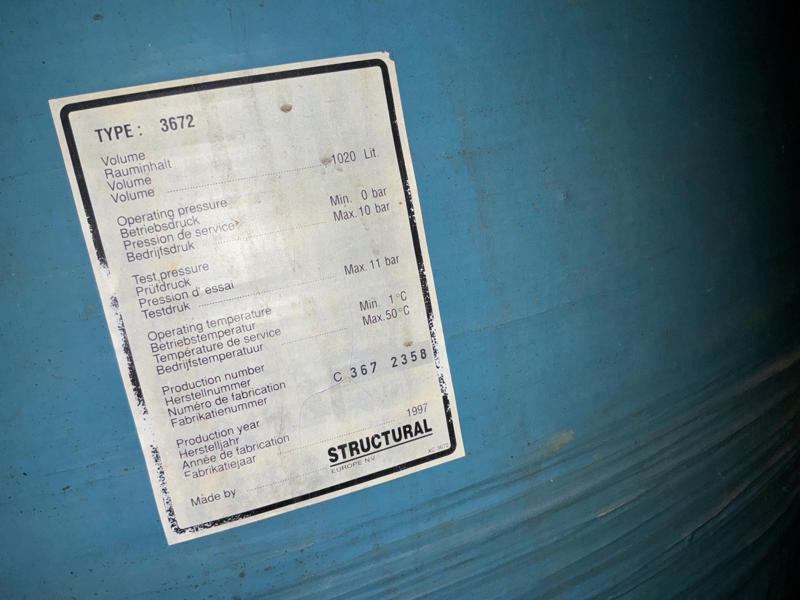 TYPE: 3672
Volume
Rauminhalt
Volume
Volume 1020 Lit.
Operating pressure
Betriebsdruck Min. 0 bar
Pression de service Max. 10 bar
Bedrijfsdruk
Test pressure
Prüfdruck
Pression d' essai Max. 11 bar
Testdruk
Operating temperature
Betriebstemperatur Min. 1°C
Température de service Max. 50°C
Bedrijfstemperatuur
Production number
Herstellnummer
Numéro de fabrication C 367 2358
Fabrikatienummer
Production year
Herstelljahr
Année de fabrication 1997
Fabrikatiejaar
Made by STRUCTURAL
EUROPE N.V.